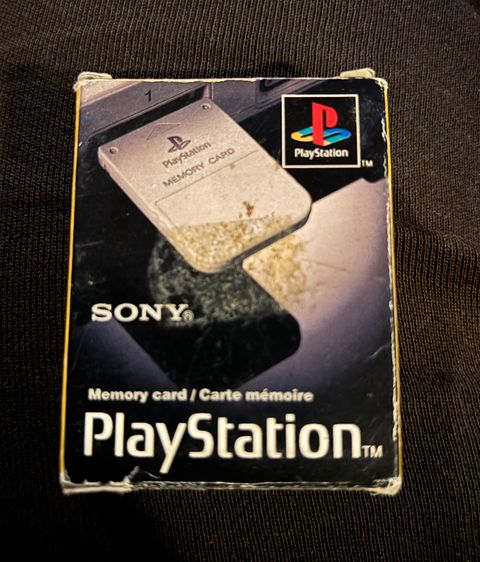 1
PlayStation
MEMORY CARD
PlayStation
TM
SONY®
Memory card / Carte mémoire
PlayStation TM